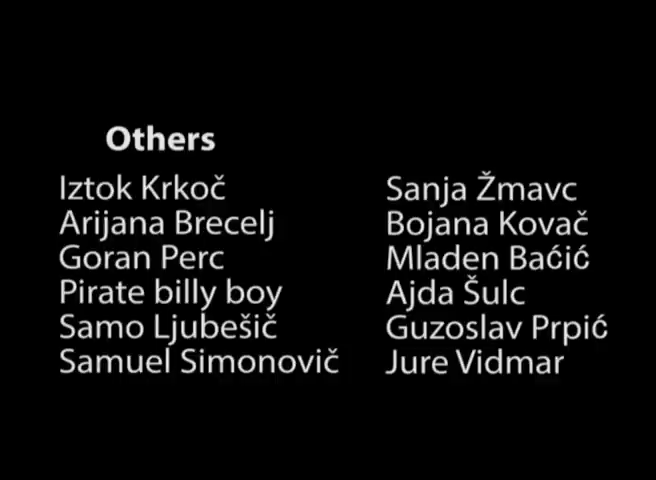 Others
Iztok Krkoč
Arijana Brecelj
Goran Perc
Pirate billy boy
Samo Ljubešič
Samuel Simonovič
Sanja Žmavc
Bojana Kovač
Mladen Baćić
Ajda Šulc
Guzoslav Prpić
Jure Vidmar